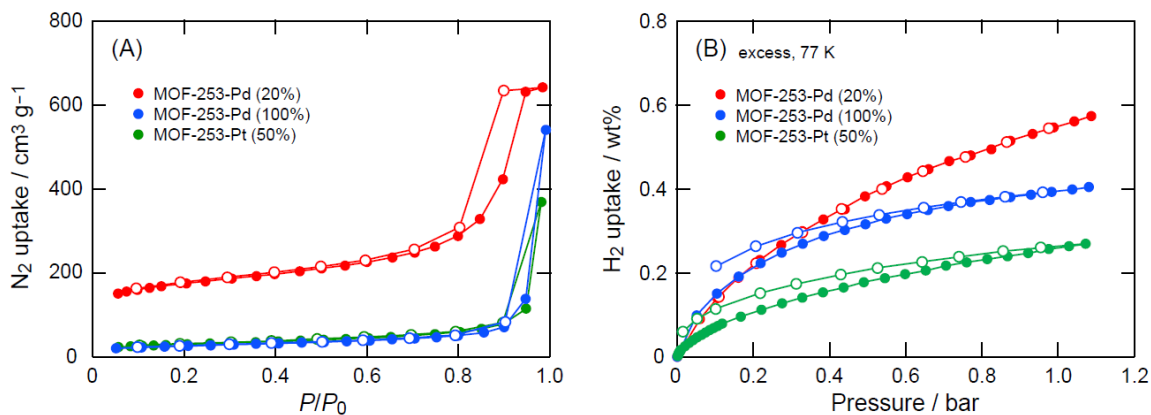 (A)
MOF-253-Pd (20%)
MOF-253-Pd (100%)
MOF-253-Pt (50%)
N₂ uptake / cm³ g⁻¹
800
600
400
200
0
0
0.2
0.4
0.6
0.8
1.0
P/P₀
(B) excess, 77 K
MOF-253-Pd (20%)
MOF-253-Pd (100%)
MOF-253-Pt (50%)
H₂ uptake / wt%
0.8
0.6
0.4
0.2
0
0
0.2
0.4
0.6
0.8
1.0
1.2
Pressure / bar